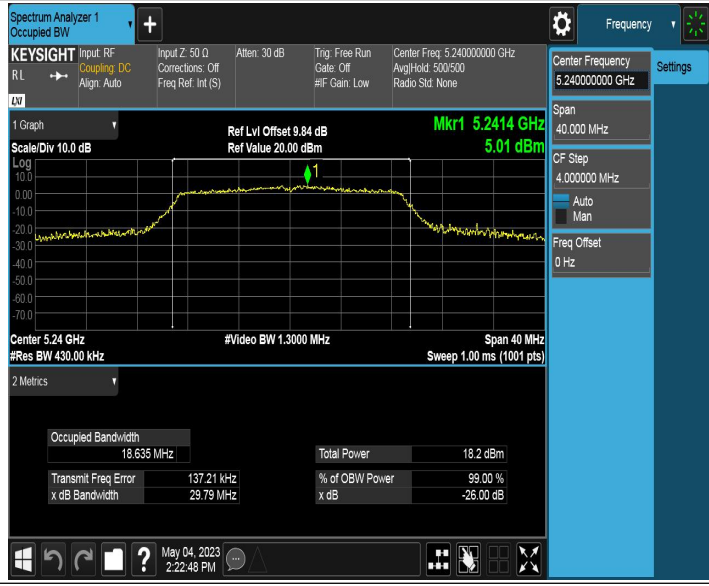 Spectrum Analyzer 1
Occupied BW
+
Frequency
KEYSIGHT
RL
LXI
Input: RF
Coupling: DC
Align: Auto
Input Z: 50 Ω
Corrections: Off
Freq Ref: Int (S)
Atten: 30 dB
Trig: Free Run
Gate: Off
#IF Gain: Low
Center Freq: 5.240000000 GHz
Avg|Hold: 500/500
Radio Std: None
Center Frequency
5.240000000 GHz
Settings
Span
40.000 MHz
CF Step
4.000000 MHz
Auto
Man
Freq Offset
0 Hz
1 Graph
Scale/Div 10.0 dB
Ref Lvl Offset 9.84 dB
Ref Value 20.00 dBm
Mkr1 5.2414 GHz
5.01 dBm
Log
10.0
0.00
-10.0
-20.0
-30.0
-40.0
-50.0
-60.0
-70.0
1
Center 5.24 GHz
#Res BW 430.00 kHz
#Video BW 1.3000 MHz
Span 40 MHz
Sweep 1.00 ms (1001 pts)
2 Metrics
Occupied Bandwidth
18.635 MHz
Transmit Freq Error 137.21 kHz
x dB Bandwidth 29.79 MHz
Total Power 18.2 dBm
% of OBW Power 99.00 %
x dB -26.00 dB
?
May 04, 2023
2:22:48 PM